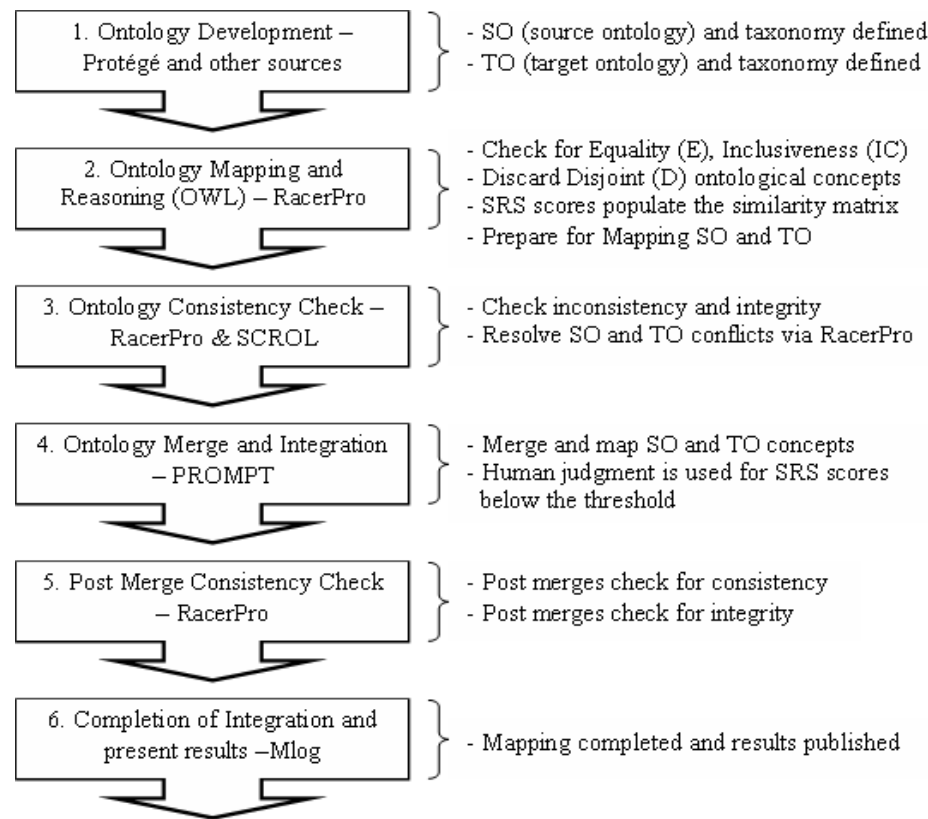 1. Ontology Development –
Protégé and other sources
- SO (source ontology) and taxonomy defined
- TO (target ontology) and taxonomy defined
2. Ontology Mapping and
Reasoning (OWL) – RacerPro
- Check for Equality (E), Inclusiveness (IC)
- Discard Disjoint (D) ontological concepts
- SRS scores populate the similarity matrix
- Prepare for Mapping SO and TO
3. Ontology Consistency Check –
RacerPro & SCROL
- Check inconsistency and integrity
- Resolve SO and TO conflicts via RacerPro
4. Ontology Merge and Integration
– PROMPT
- Merge and map SO and TO concepts
- Human judgment is used for SRS scores
below the threshold
5. Post Merge Consistency Check
– RacerPro
- Post merges check for consistency
- Post merges check for integrity
6. Completion of Integration and
present results –Mlog
- Mapping completed and results published